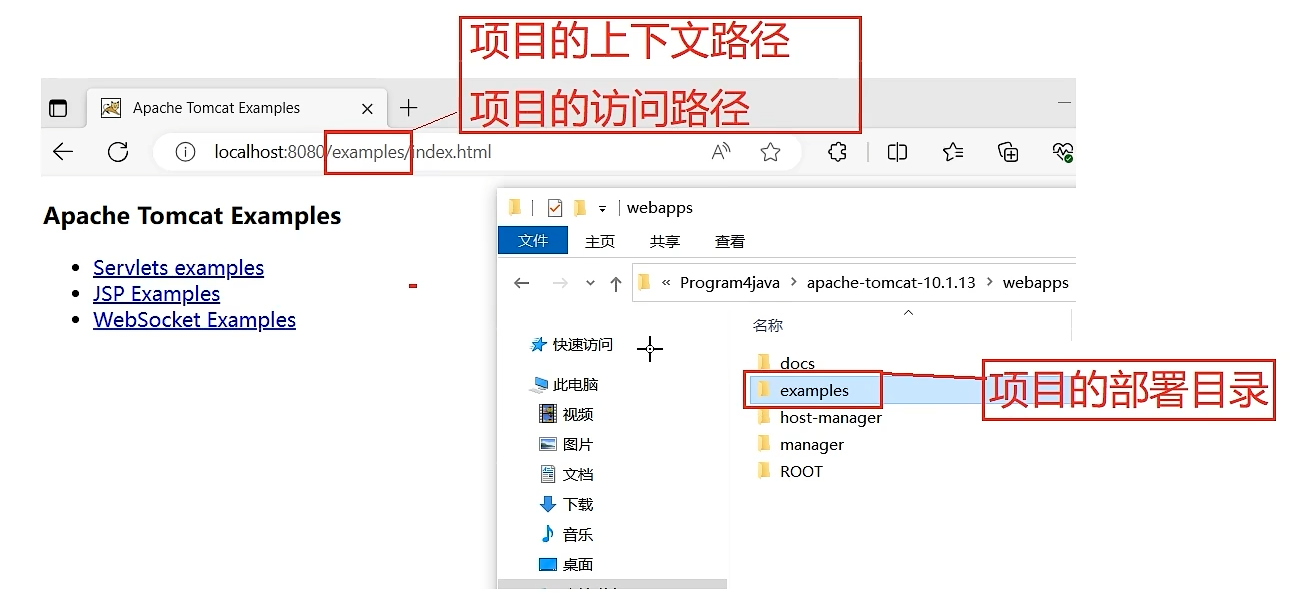 项目的上下文路径
项目的访问路径
Apache Tomcat Examples
localhost:8080/examples/index.html
Apache Tomcat Examples
Servlets examples
JSP Examples
WebSocket Examples
webapps
文件 主页 共享 查看
« Program4java > apache-tomcat-10.1.13 > webapps
名称
快速访问
此电脑
视频
图片
文档
下载
音乐
桌面
docs
examples
host-manager
manager
ROOT
项目的部署目录